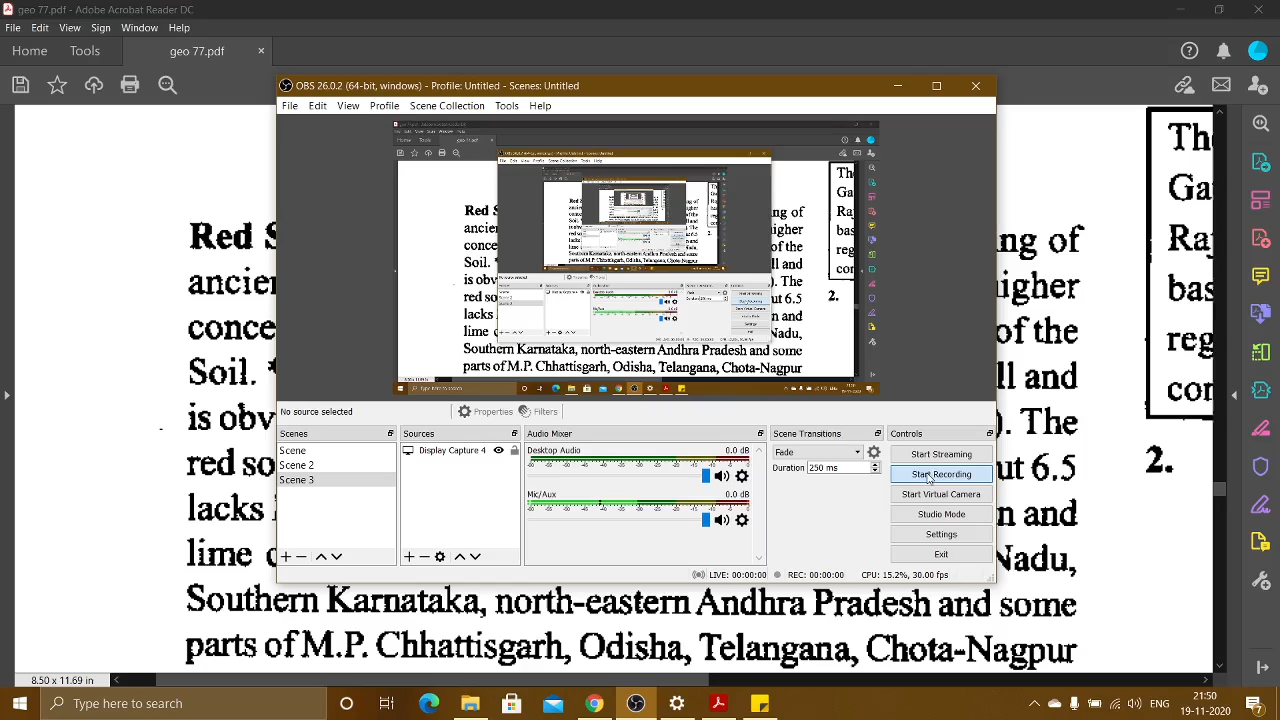 geo 77.pdf - Adobe Acrobat Reader DC
File Edit View Sign Window Help
Home Tools geo 77.pdf
OBS 26.0.2 (64-bit, windows) - Profile: Untitled - Scenes: Untitled
File Edit View Profile Scene Collection Tools Help
No source selected Properties Filters
Scenes Sources Audio Mixer Scene Transitions Controls
Scene
Scene 2
Scene 3
Display Capture 4
Desktop Audio 0.0 dB
Mic/Aux 0.0 dB
Fade
Duration 250 ms
Start Streaming
Start Recording
Start Virtual Camera
Studio Mode
Settings
Exit
LIVE: 00:00:00 REC: 00:00:00 CPU: 15.2%, 30.00 fps
Red S
ng of
ancien
higher
conce
of the
Soil.
ll and
is obv
). The
red so
ut 6.5
lacks
n and
lime
Nadu,
Southern Karnataka, north-eastern Andhra Pradesh and some
parts of M.P. Chhattisgarh, Odisha, Telangana, Chota-Nagpur
The
Ga
Raj
bas
reg
con
2.
8.50 x 11.69 in
Type here to search
ENG
21:50
19-11-2020
7